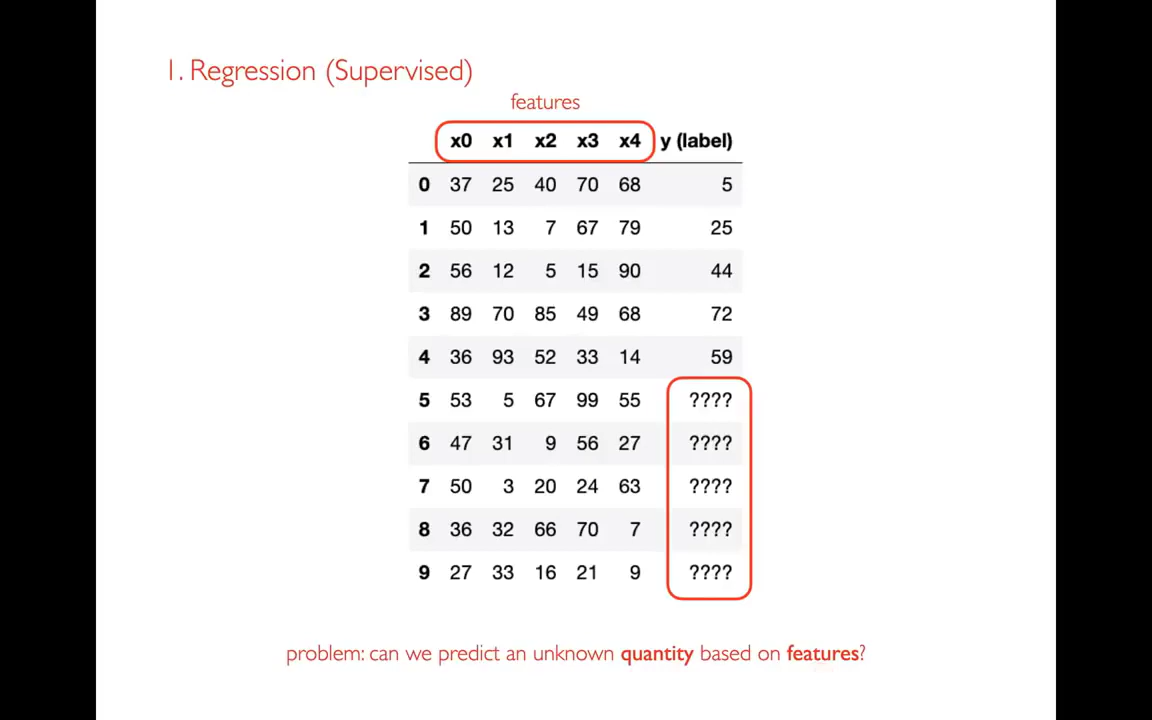 1. Regression (Supervised)
features
x0 x1 x2 x3 x4 y (label)
0 37 25 40 70 68 5
1 50 13 7 67 79 25
2 56 12 5 15 90 44
3 89 70 85 49 68 72
4 36 93 52 33 14 59
5 53 5 67 99 55 ????
6 47 31 9 56 27 ????
7 50 3 20 24 63 ????
8 36 32 66 70 7 ????
9 27 33 16 21 9 ????
problem: can we predict an unknown quantity based on features?